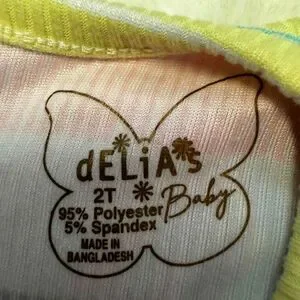 dELiA*s
Baby
2T
95% Polyester
5% Spandex
MADE IN
BANGLADESH